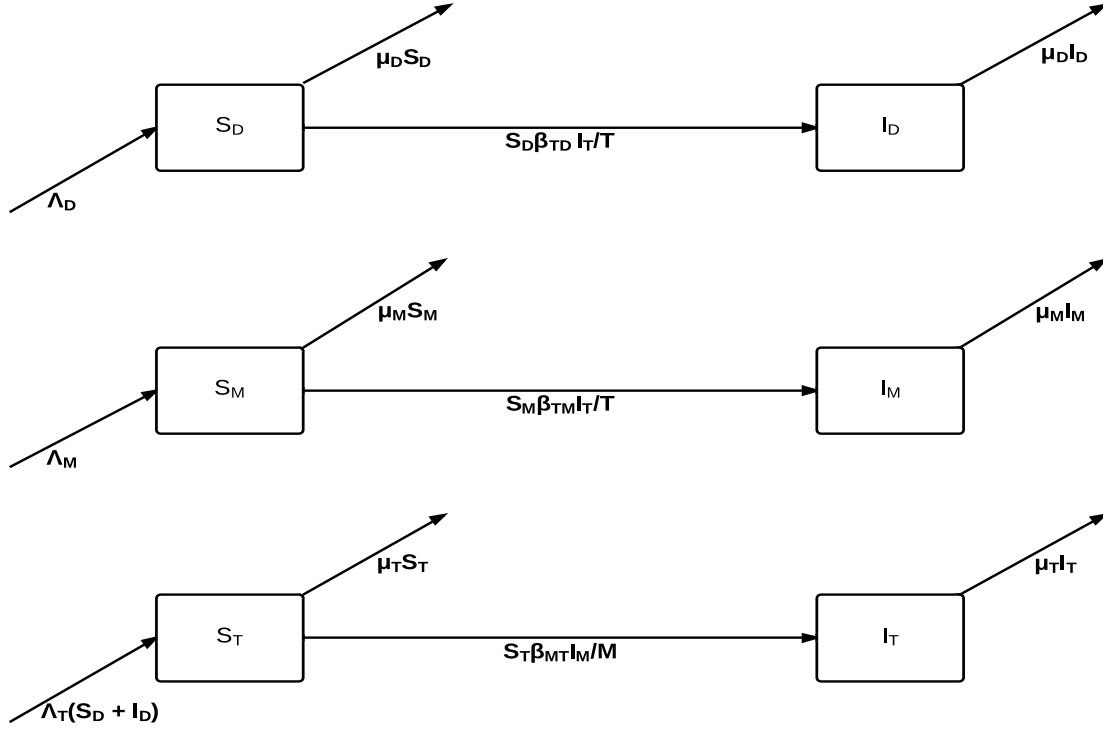 μ_D S_D
μ_D I_D
S_D
I_D
S_D β_TD I_T/T
Λ_D
μ_M S_M
μ_M I_M
S_M
I_M
S_M β_TM I_T/T
Λ_M
μ_T S_T
μ_T I_T
S_T
I_T
S_T β_MT I_M/M
Λ_T(S_D + I_D)